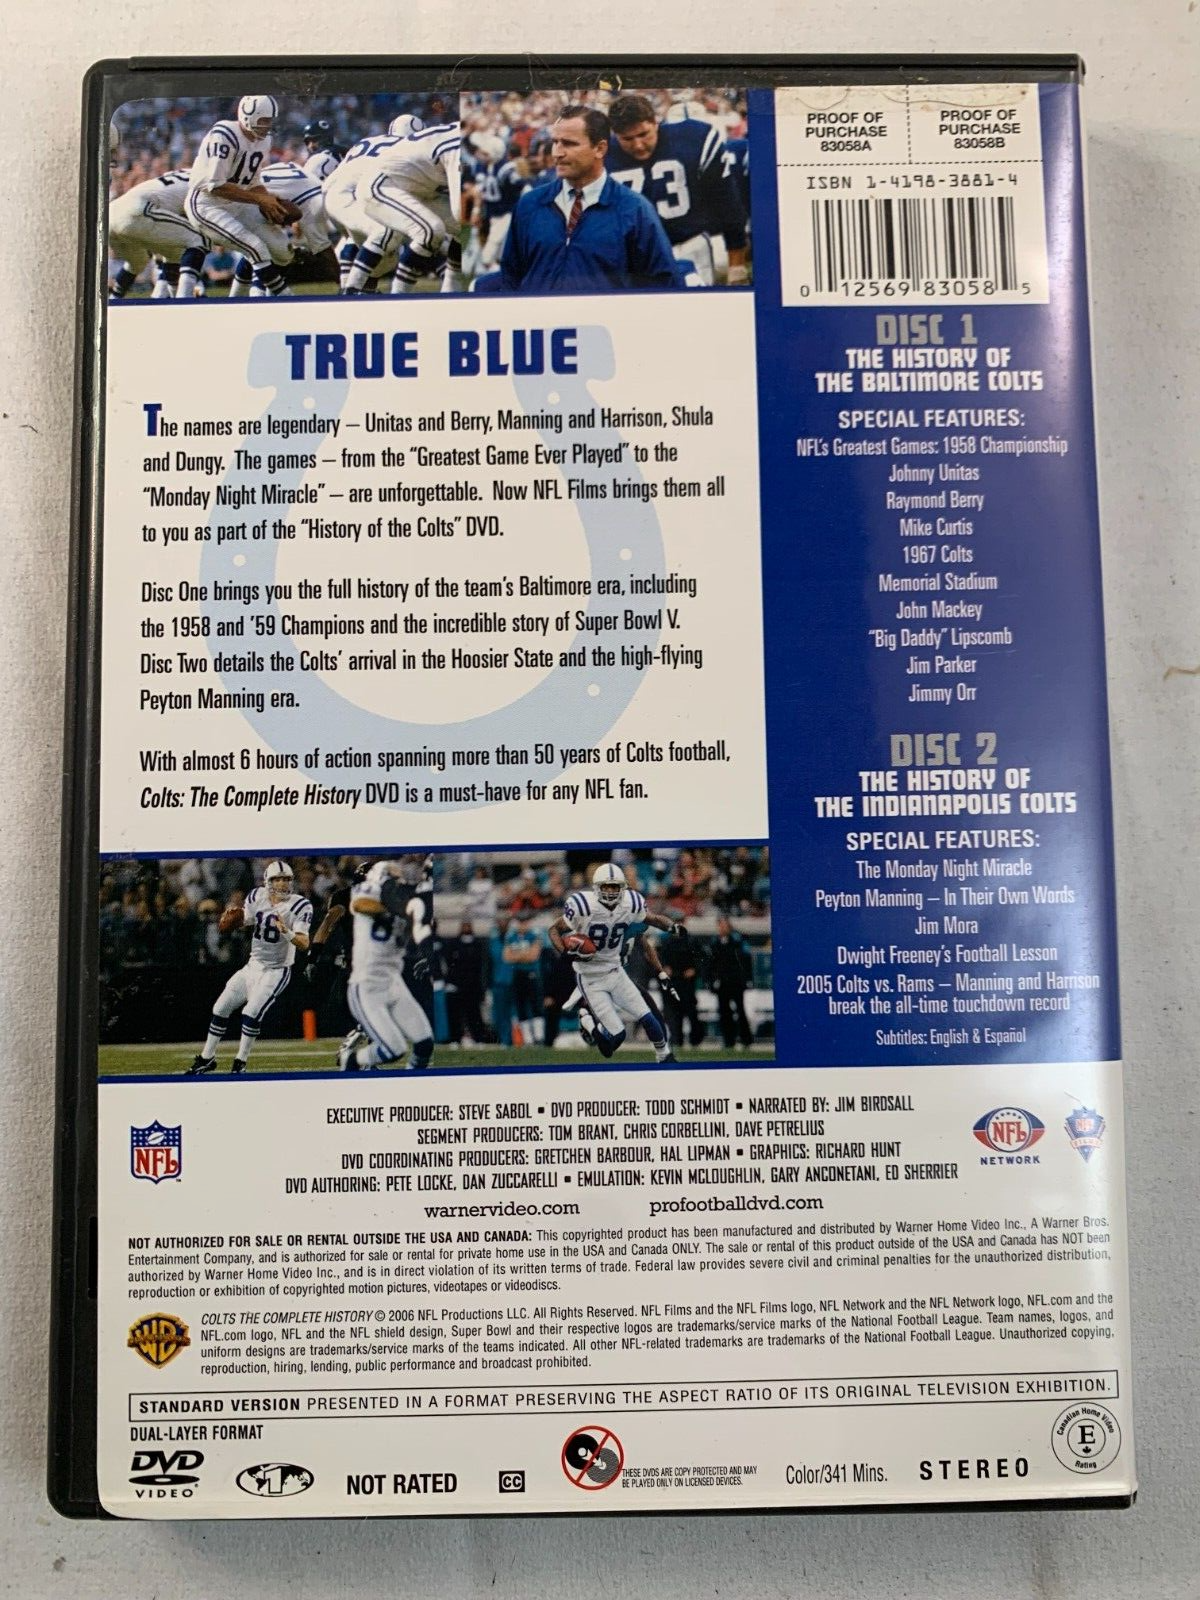 19
19
73
PROOF OF
PURCHASE
83058A
PROOF OF
PURCHASE
83058B
ISBN 1-4198-3881-4
0 12569 83058 5
TRUE BLUE
The names are legendary – Unitas and Berry, Manning and Harrison, Shula
and Dungy. The games – from the “Greatest Game Ever Played” to the
“Monday Night Miracle” – are unforgettable. Now NFL Films brings them all
to you as part of the “History of the Colts” DVD.
Disc One brings you the full history of the team's Baltimore era, including
the 1958 and '59 Champions and the incredible story of Super Bowl V.
Disc Two details the Colts' arrival in the Hoosier State and the high-flying
Peyton Manning era.
With almost 6 hours of action spanning more than 50 years of Colts football,
Colts: The Complete History DVD is a must-have for any NFL fan.
DISC 1
THE HISTORY OF
THE BALTIMORE COLTS
SPECIAL FEATURES:
NFL's Greatest Games: 1958 Championship
Johnny Unitas
Raymond Berry
Mike Curtis
1967 Colts
Memorial Stadium
John Mackey
“Big Daddy” Lipscomb
Jim Parker
Jimmy Orr
DISC 2
THE HISTORY OF
THE INDIANAPOLIS COLTS
SPECIAL FEATURES:
The Monday Night Miracle
Peyton Manning – In Their Own Words
Jim Mora
Dwight Freeney's Football Lesson
2005 Colts vs. Rams – Manning and Harrison
break the all-time touchdown record
Subtitles: English & Español
18
88
EXECUTIVE PRODUCER: STEVE SABOL ▪ DVD PRODUCER: TODD SCHMIDT ▪ NARRATED BY: JIM BIRDSALL
SEGMENT PRODUCERS: TOM BRANT, CHRIS CORBELLINI, DAVE PETRELIUS
DVD COORDINATING PRODUCERS: GRETCHEN BARBOUR, HAL LIPMAN ▪ GRAPHICS: RICHARD HUNT
DVD AUTHORING: PETE LOCKE, DAN ZUCCARELLI ▪ EMULATION: KEVIN MCLOUGHLIN, GARY ANCONETANI, ED SHERRIER
warnervideo.com profootballdvd.com
NFL
NFL
NETWORK
NFL
NOT AUTHORIZED FOR SALE OR RENTAL OUTSIDE THE USA AND CANADA: This copyrighted product has been manufactured and distributed by Warner Home Video Inc., A Warner Bros.
Entertainment Company, and is authorized for sale or rental for private home use in the USA and Canada ONLY. The sale or rental of this product outside of the USA and Canada has NOT been
authorized by Warner Home Video Inc., and is in direct violation of its written terms of trade. Federal law provides severe civil and criminal penalties for the unauthorized distribution,
reproduction or exhibition of copyrighted motion pictures, videotapes or videodiscs.
WB
COLTS THE COMPLETE HISTORY © 2006 NFL Productions LLC. All Rights Reserved. NFL Films and the NFL Films logo, NFL Network and the NFL Network logo, NFL.com and the
NFL.com logo, NFL and the NFL shield design, Super Bowl and their respective logos are trademarks/service marks of the National Football League. Team names, logos, and
uniform designs are trademarks/service marks of the teams indicated. All other NFL-related trademarks are trademarks of the National Football League. Unauthorized copying,
reproduction, hiring, lending, public performance and broadcast prohibited.
STANDARD VERSION PRESENTED IN A FORMAT PRESERVING THE ASPECT RATIO OF ITS ORIGINAL TELEVISION EXHIBITION.
DUAL-LAYER FORMAT
DVD
VIDEO
1
NOT RATED
CC
THESE DVDS ARE COPY PROTECTED AND MAY
BE PLAYED ONLY ON LICENSED DEVICES.
Color/341 Mins.
STEREO
Canadian Home Video
E
Rating